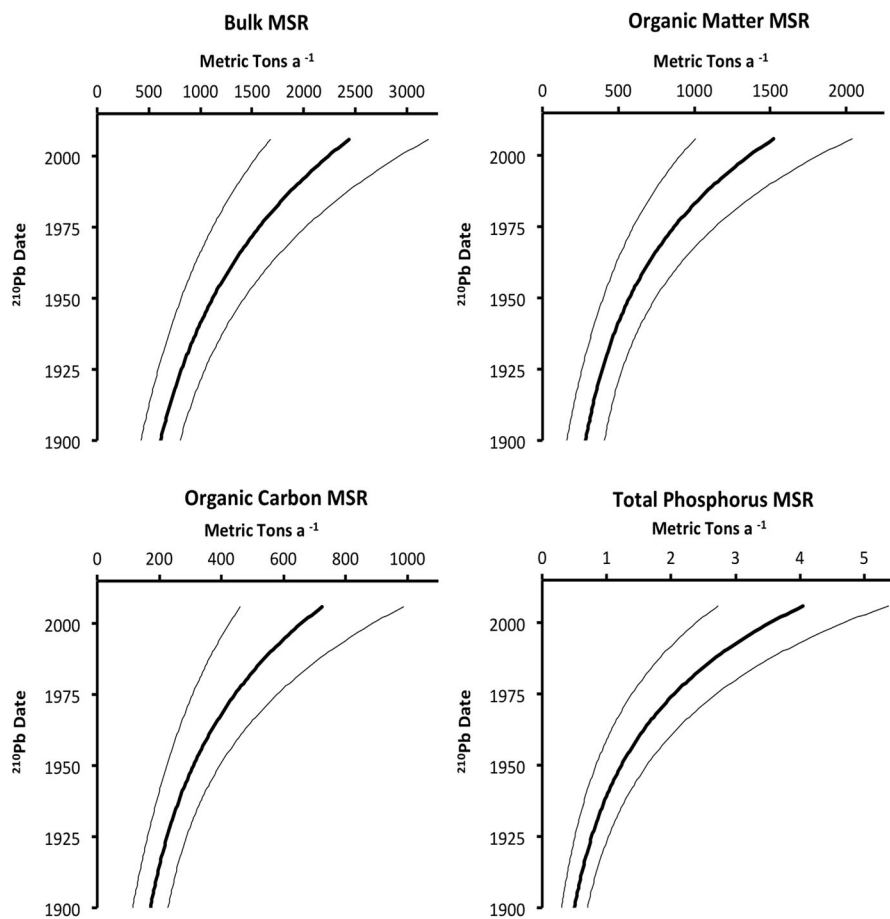 Bulk MSR
Metric Tons a -1
0 500 1000 1500 2000 2500 3000
2000
1975
1950
1925
1900
210Pb Date
Organic Matter MSR
Metric Tons a -1
0 500 1000 1500 2000
2000
1975
1950
1925
1900
210Pb Date
Organic Carbon MSR
Metric Tons a -1
0 200 400 600 800 1000
2000
1975
1950
1925
1900
210Pb Date
Total Phosphorus MSR
Metric Tons a -1
0 1 2 3 4 5
2000
1975
1950
1925
1900
210Pb Date